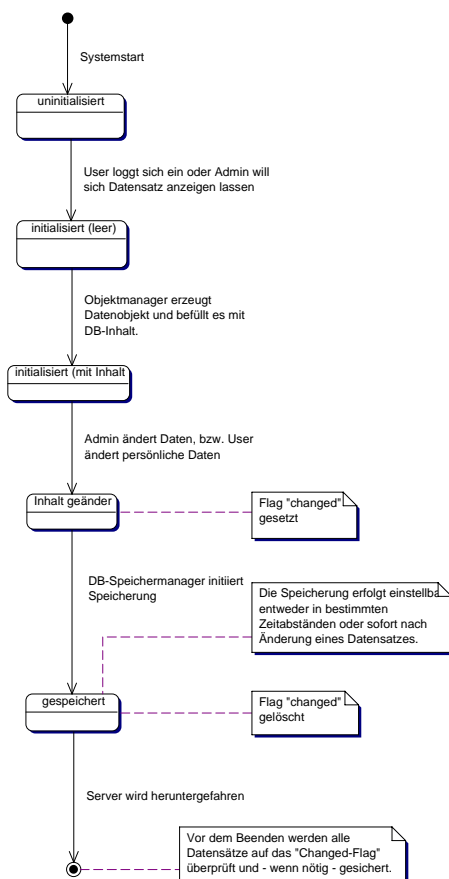 Systemstart
uninitialisiert
User loggt sich ein oder Admin will
sich Datensatz anzeigen lassen
initialisiert (leer)
Objektmanager erzeugt
Datenobjekt und befüllt es mit
DB-Inhalt.
initialisiert (mit Inhalt
Admin ändert Daten, bzw. User
ändert persönliche Daten
Inhalt geänder
Flag "changed"
gesetzt
DB-Speichermanager initiiert
Speicherung
Die Speicherung erfolgt einstellba
entweder in bestimmten
Zeitabständen oder sofort nach
Änderung eines Datensatzes.
gespeichert
Flag "changed"
gelöscht
Server wird heruntergefahren
Vor dem Beenden werden alle
Datensätze auf das "Changed-Flag"
überprüft und - wenn nötig - gesichert.